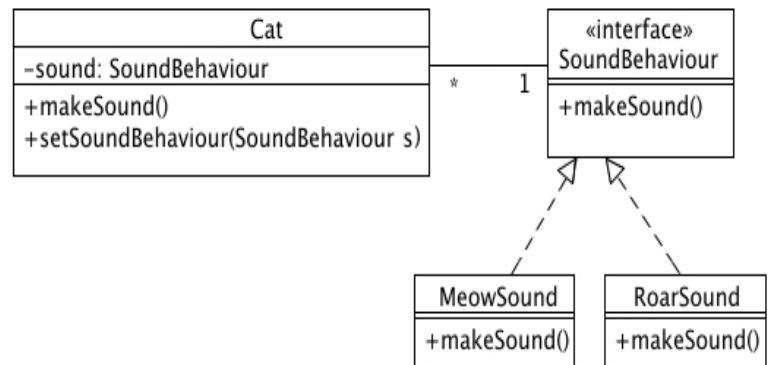 Cat
-sound: SoundBehaviour
+makeSound()
+setSoundBehaviour(SoundBehaviour s)
* 1
«interface»
SoundBehaviour
+makeSound()
MeowSound
+makeSound()
RoarSound
+makeSound()